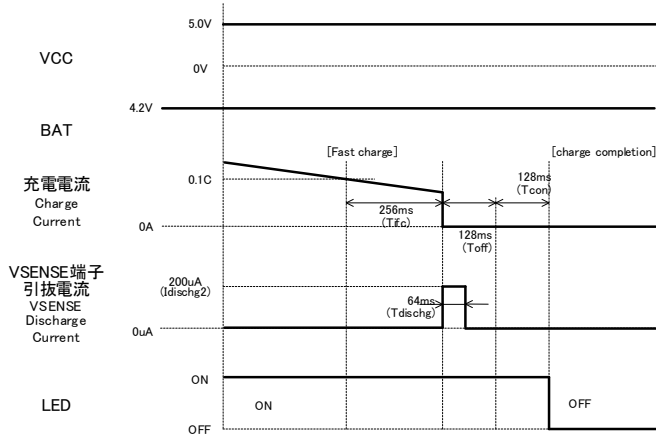 5.0V
VCC
0V
4.2V
BAT
[Fast charge]
[charge completion]
0.1C
128ms
(Tcon)
充電電流
Charge
Current
256ms
(Tifc)
0A
128ms
(Toff)
VSENSE端子
引抜電流
VSENSE
Discharge
Current
200uA
(Idischg2)
64ms
(Tdischg)
0uA
ON
LED
ON
OFF
OFF